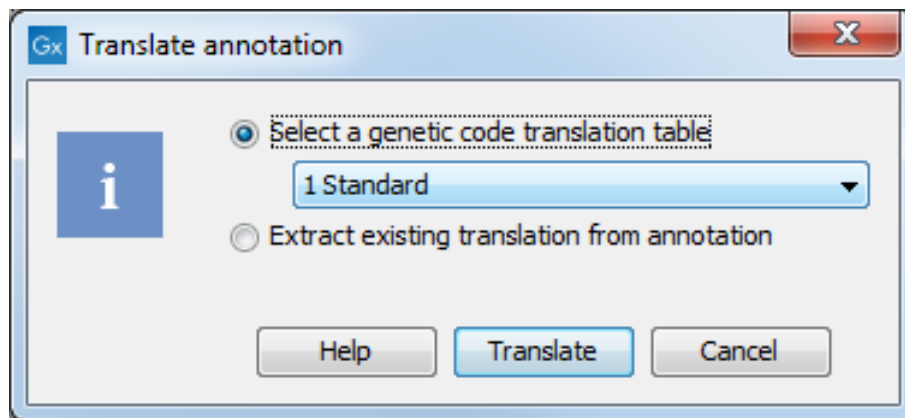 Gx Translate annotation
i
Select a genetic code translation table
1 Standard
Extract existing translation from annotation
Help Translate Cancel